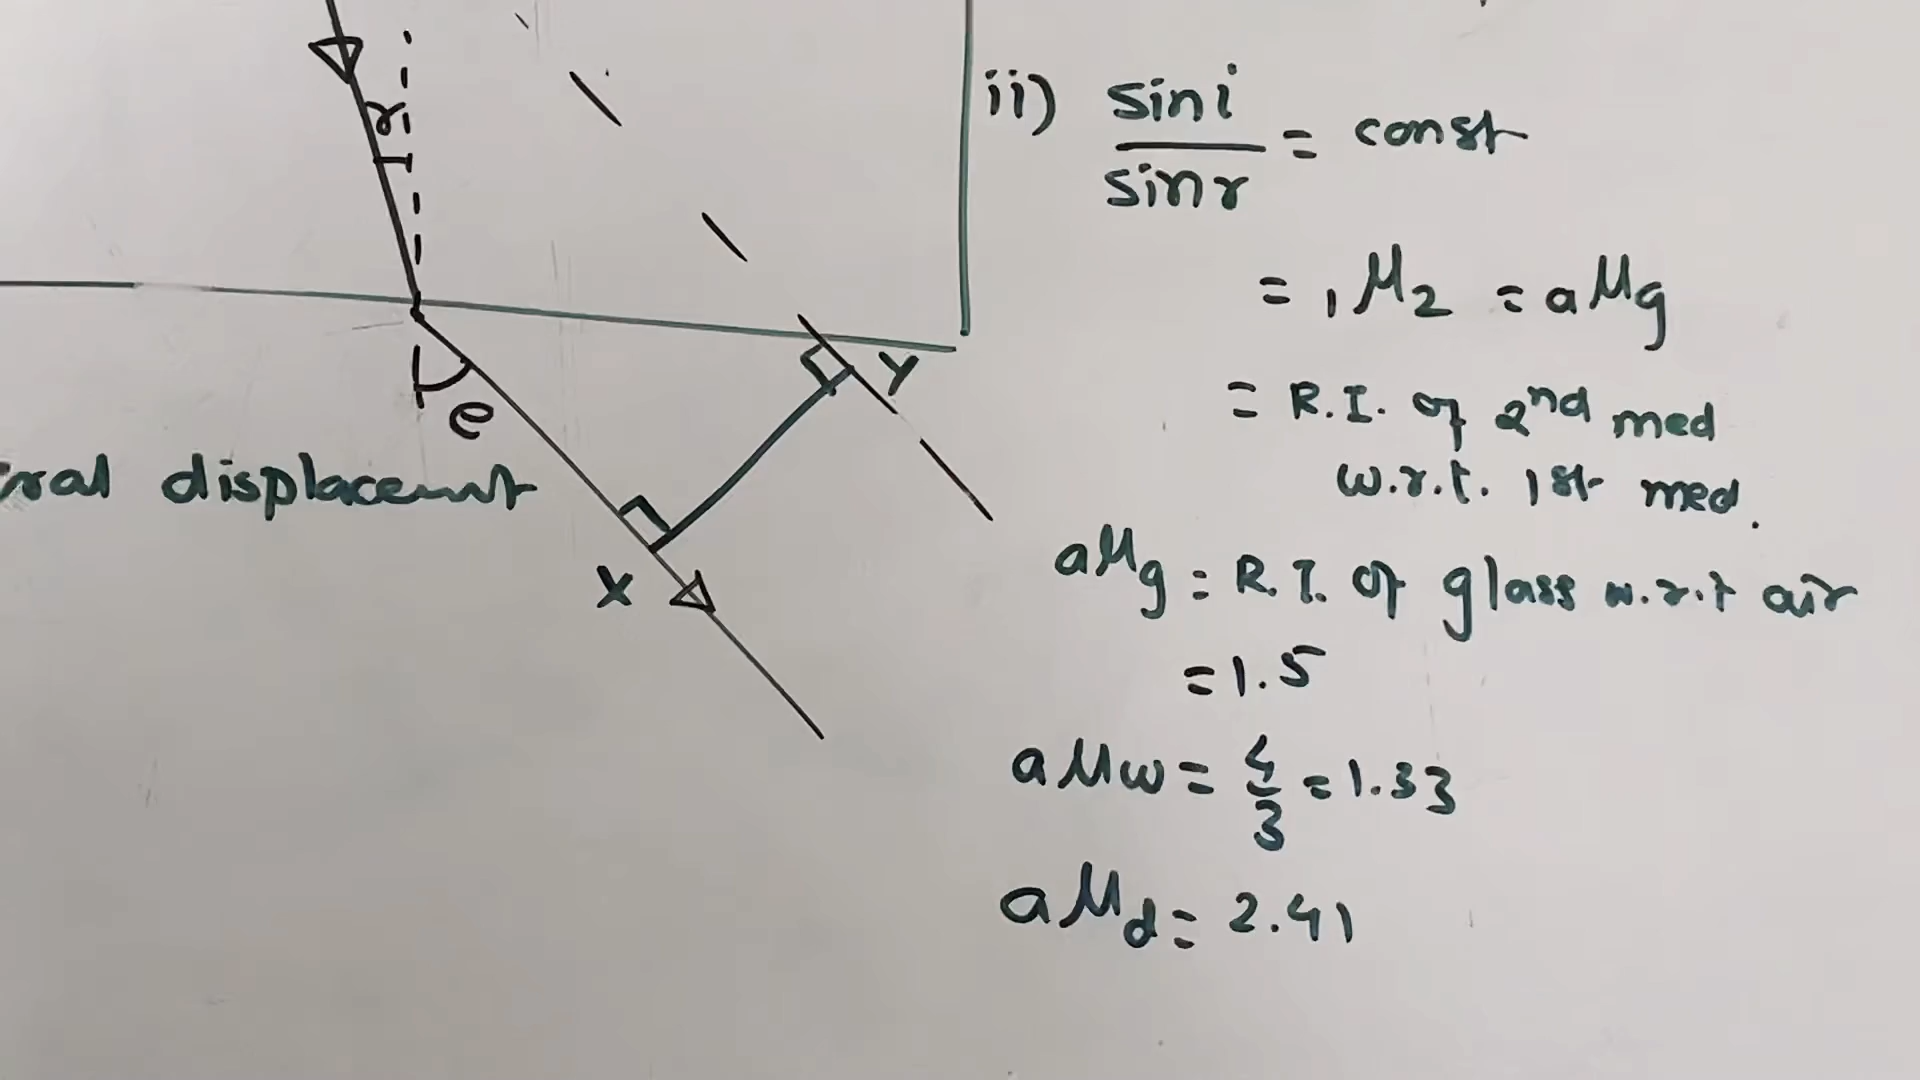 r
e
Y
X
displacement
ii) sin i / sin r = const
= ₁μ₂ = aμg
= R.I. of 2nd med
w.r.t. 1st med.
aμg = R.I. of glass w.r.t air
= 1.5
aμw = 4/3 = 1.33
aμd = 2.41